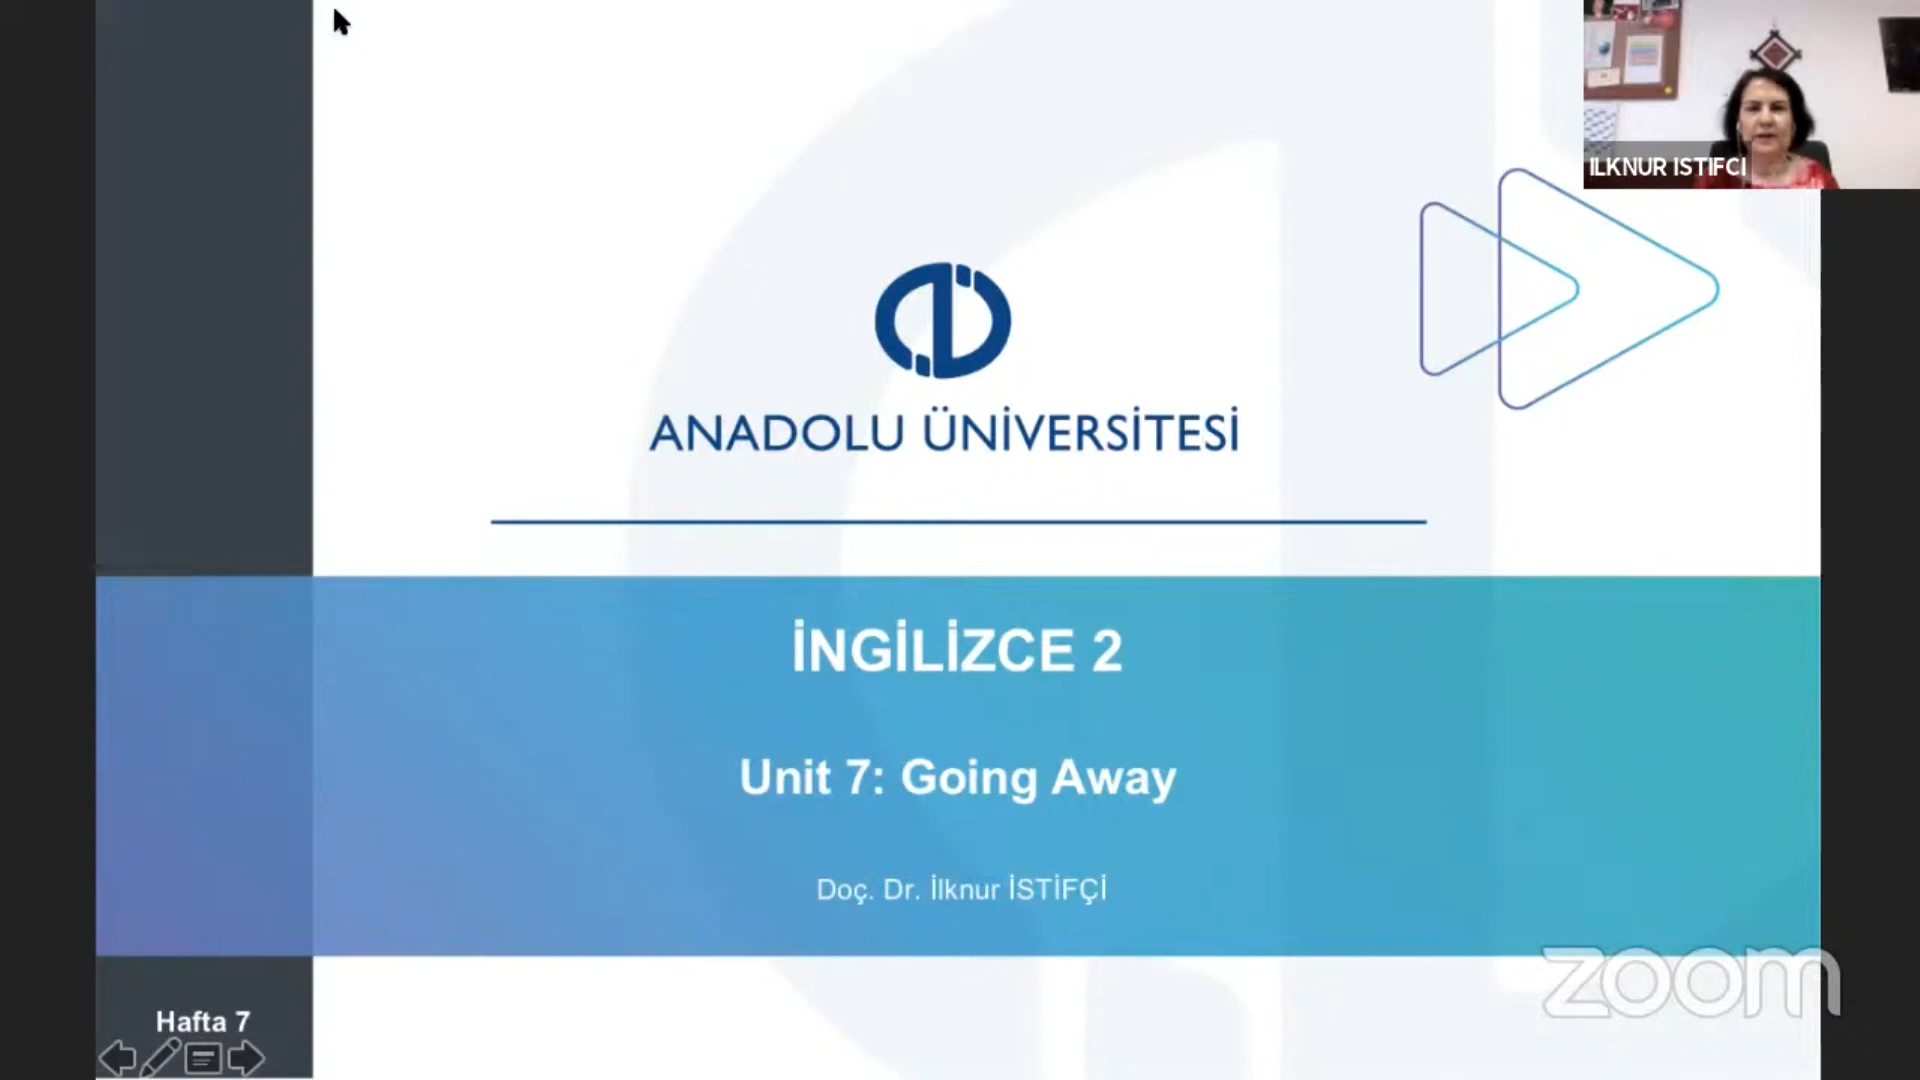 ILKNUR ISTIFCI
ANADOLU ÜNİVERSİTESİ
İNGİLİZCE 2
Unit 7: Going Away
Doç. Dr. İlknur İSTİFÇİ
zoom
Hafta 7